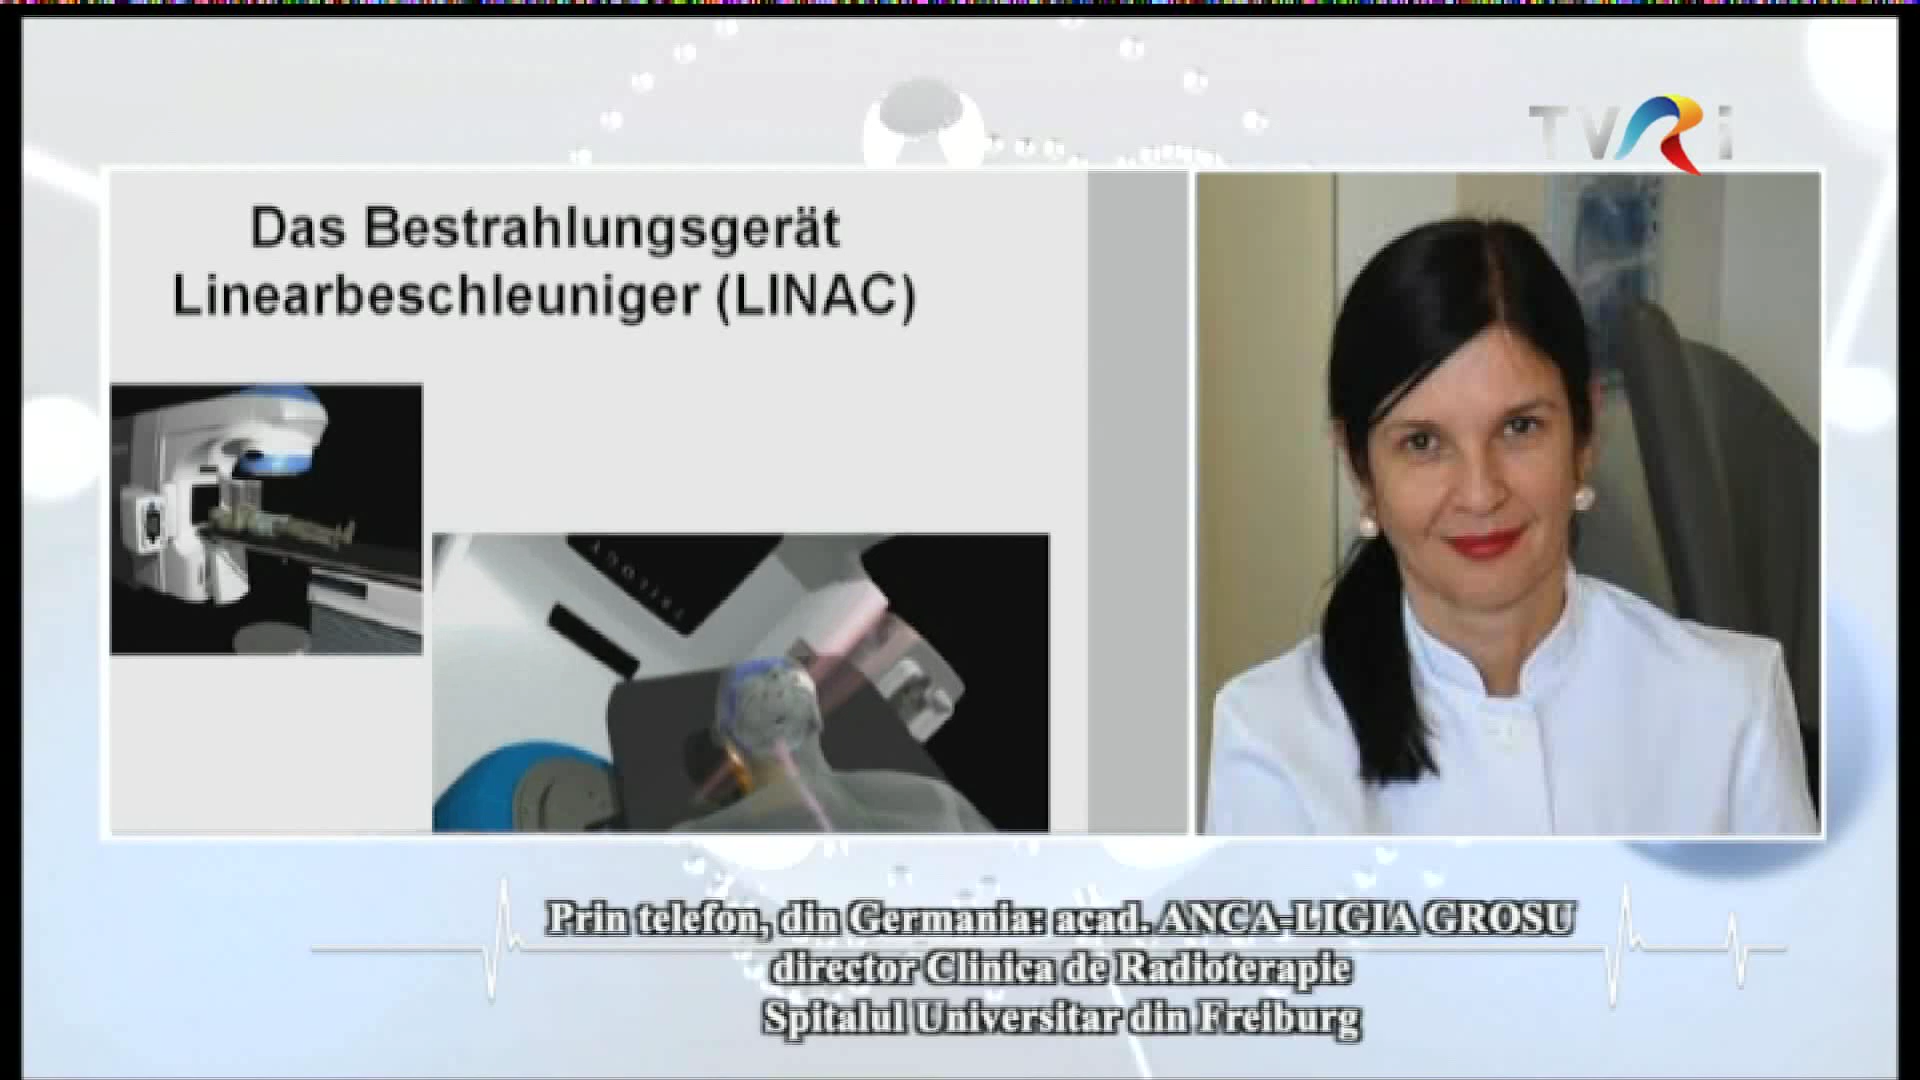 TVRi
Das Bestrahlungsgerät
Linearbeschleuniger (LINAC)
Prin telefon, din Germania: acad. ANCA-LIGIA GROSU
director Clinica de Radioterapie
Spitalul Universitar din Freiburg